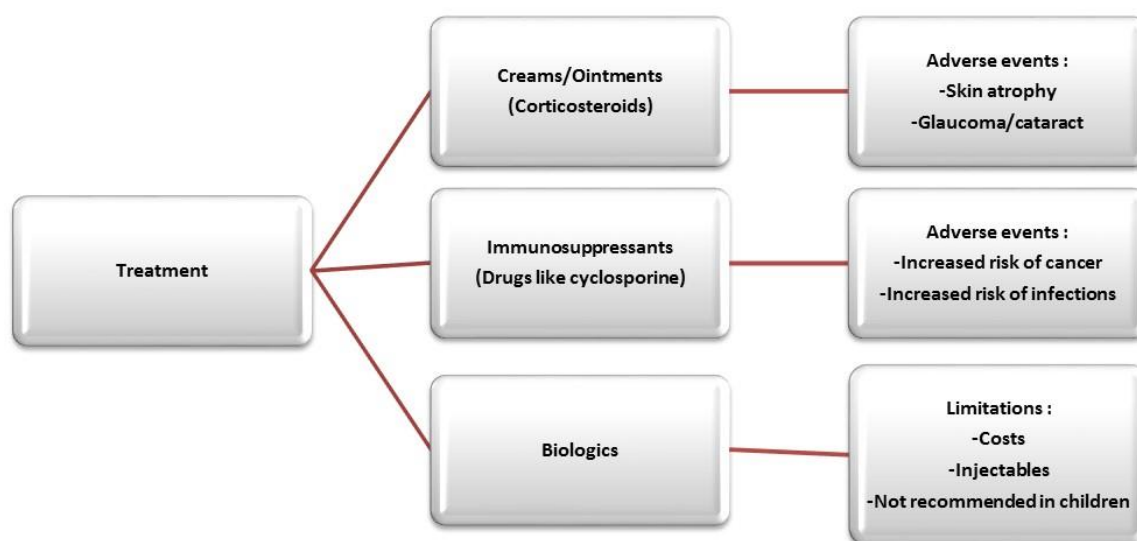 Treatment
Creams/Ointments
(Corticosteroids)
Adverse events :
-Skin atrophy
-Glaucoma/cataract
Immunosuppressants
(Drugs like cyclosporine)
Adverse events :
-Increased risk of cancer
-Increased risk of infections
Biologics
Limitations :
-Costs
-Injectables
-Not recommended in children